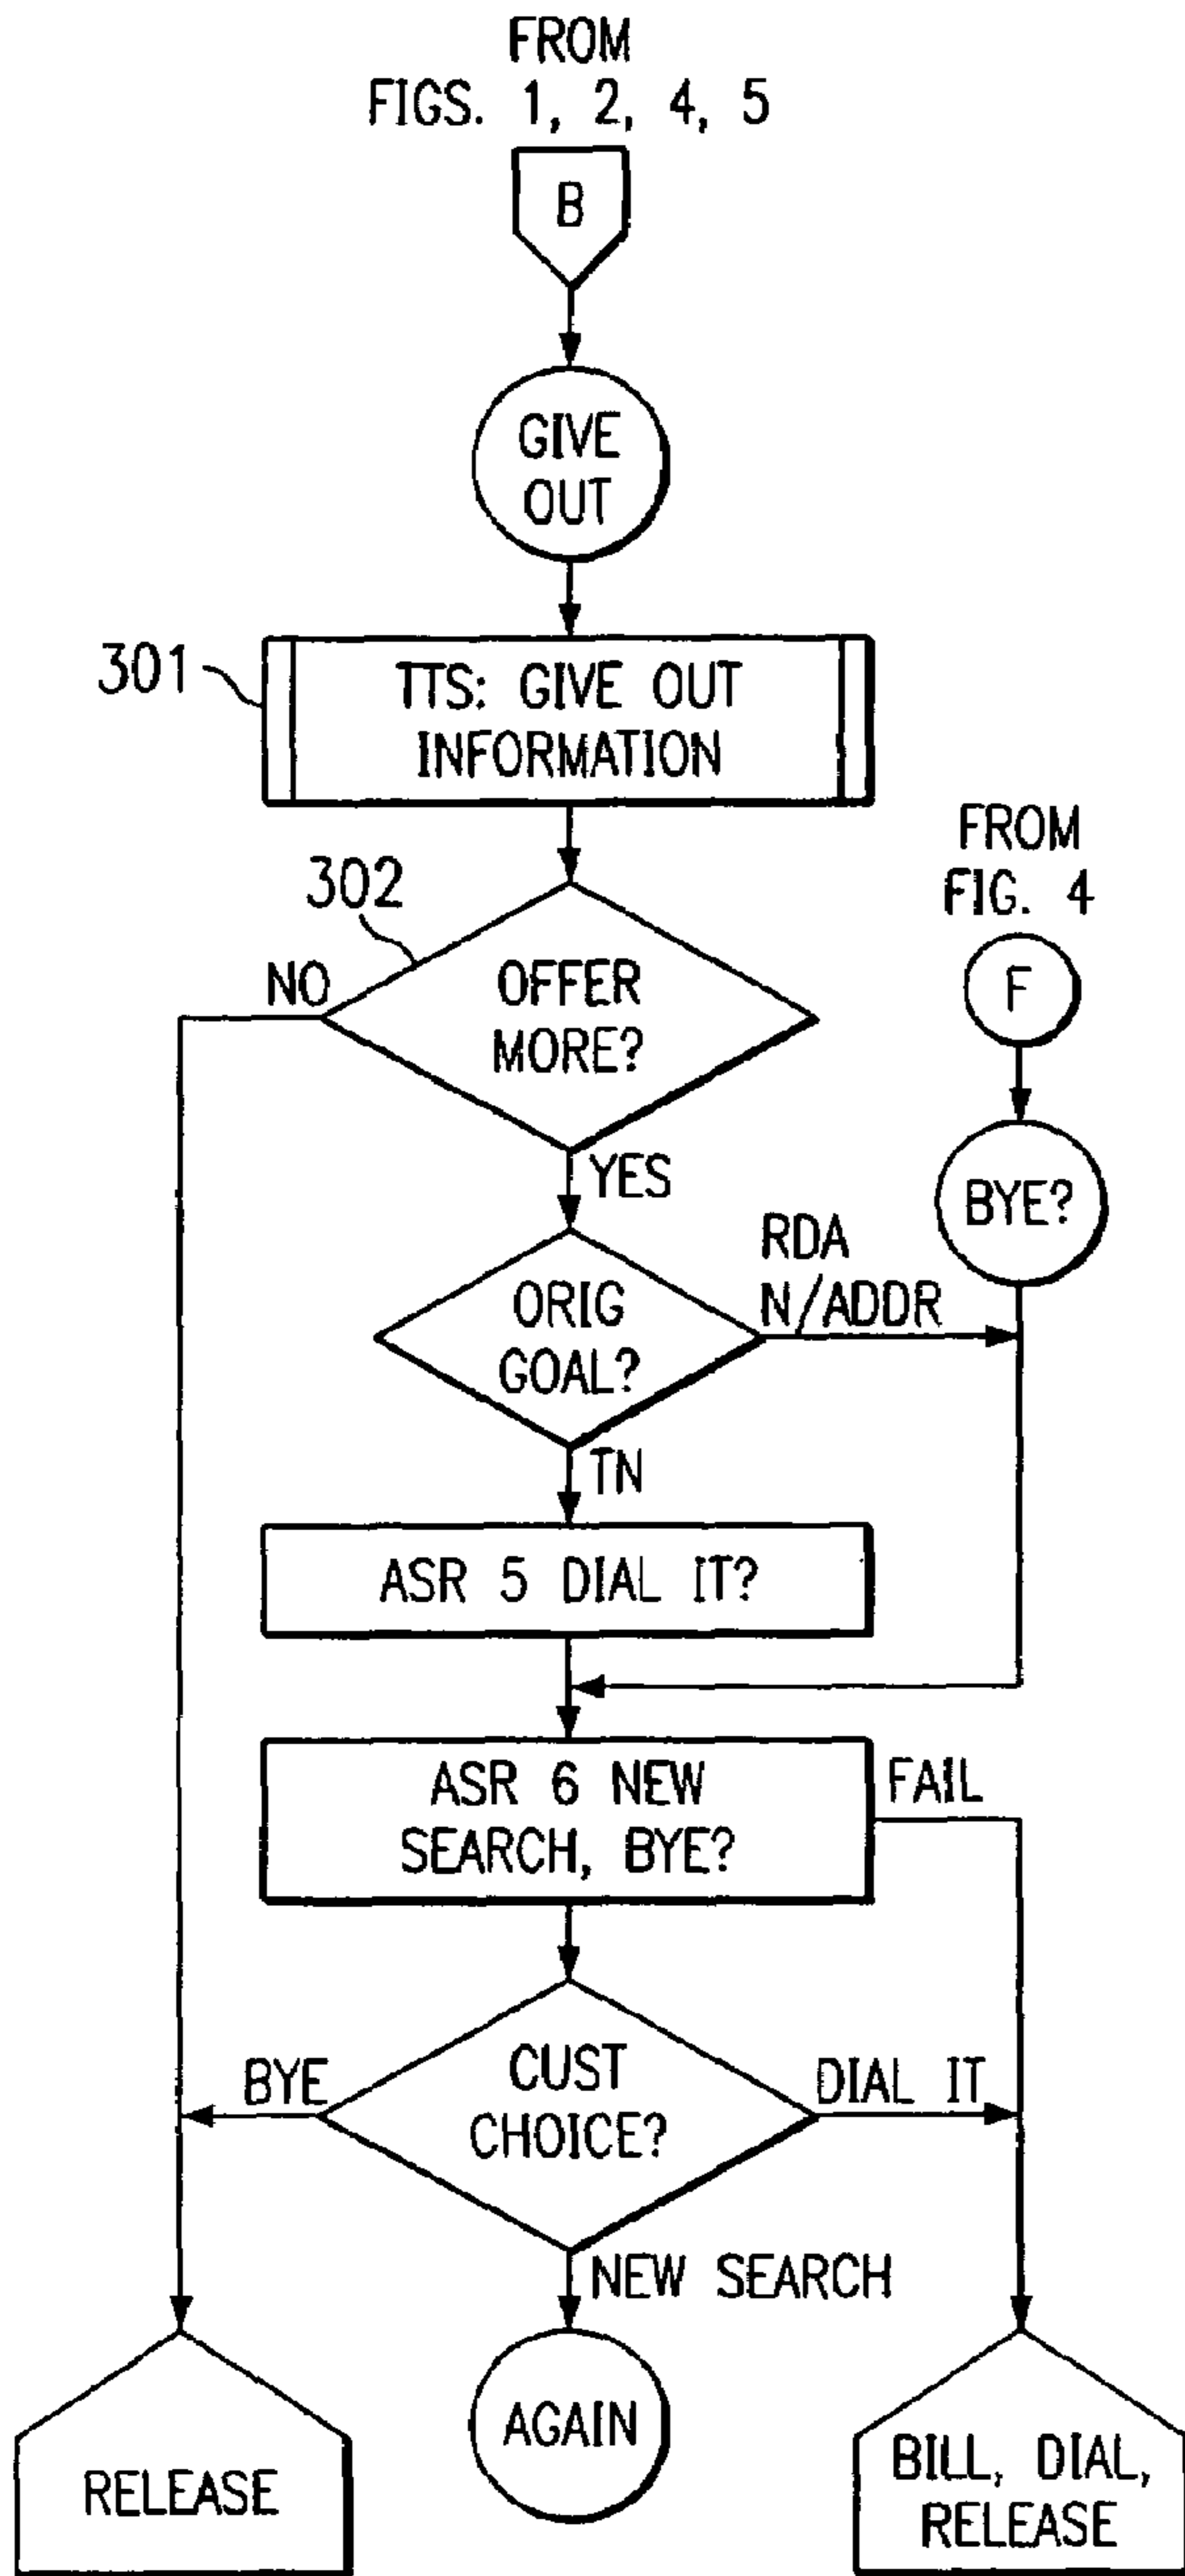 FROM
FIGS. 1, 2, 4, 5
B
GIVE
OUT
301
TTS: GIVE OUT
INFORMATION
FROM
FIG. 4
302
NO
OFFER
MORE?
F
YES
BYE?
RDA
N/ADDR
ORIG
GOAL?
TN
ASR 5 DIAL IT?
ASR 6 NEW
SEARCH, BYE?
FAIL
BYE
CUST
CHOICE?
DIAL IT
NEW SEARCH
RELEASE
AGAIN
BILL, DIAL,
RELEASE